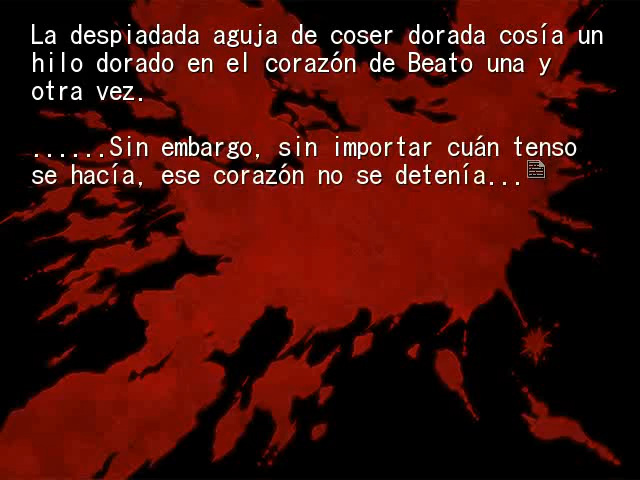 La despiadada aguja de coser dorada cosía un
hilo dorado en el corazón de Beato una y
otra vez.
......Sin embargo, sin importar cuán tenso
se hacía, ese corazón no se detenía...